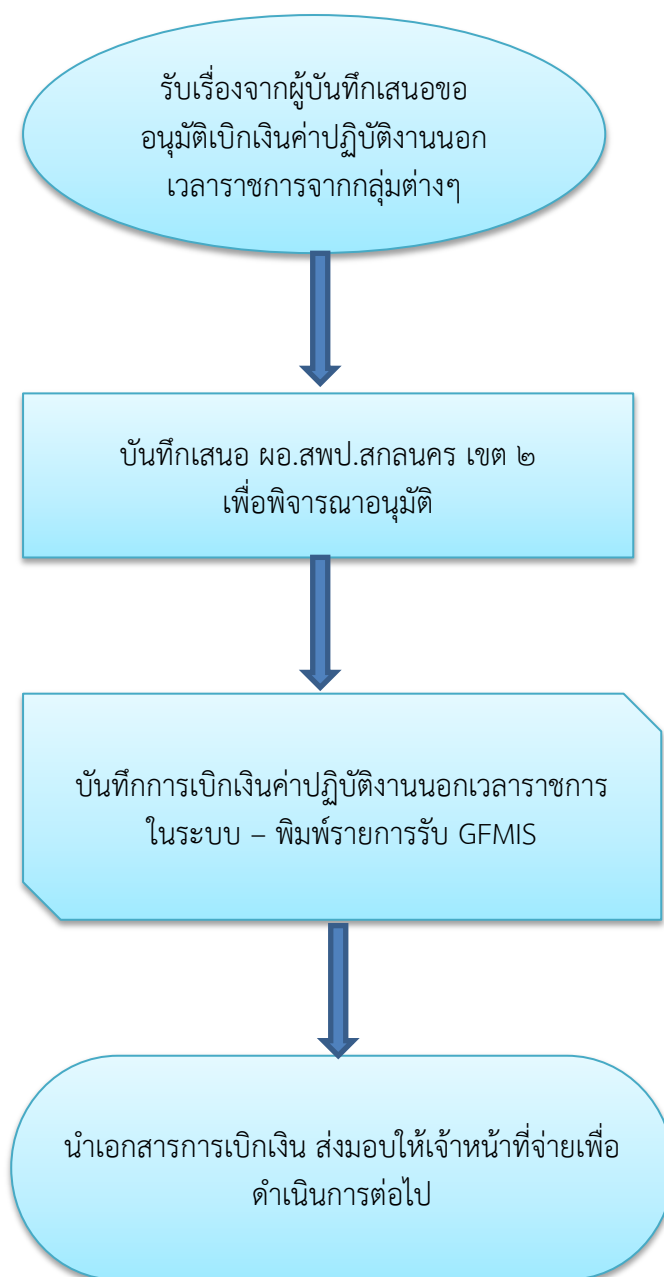 รับเรื่องจากผู้บันทึกเสนอขอ
อนุมัติเบิกเงินค่าปฏิบัติงานนอก
เวลาราชการจากกลุ่มต่างๆ
บันทึกเสนอ ผอ.สพป.สกลนคร เขต ๒
เพื่อพิจารณาอนุมัติ
บันทึกการเบิกเงินค่าปฏิบัติงานนอกเวลาราชการ
ในระบบ – พิมพ์รายการรับ GFMIS
นำเอกสารการเบิกเงิน ส่งมอบให้เจ้าหน้าที่จ่ายเพื่อ
ดำเนินการต่อไป